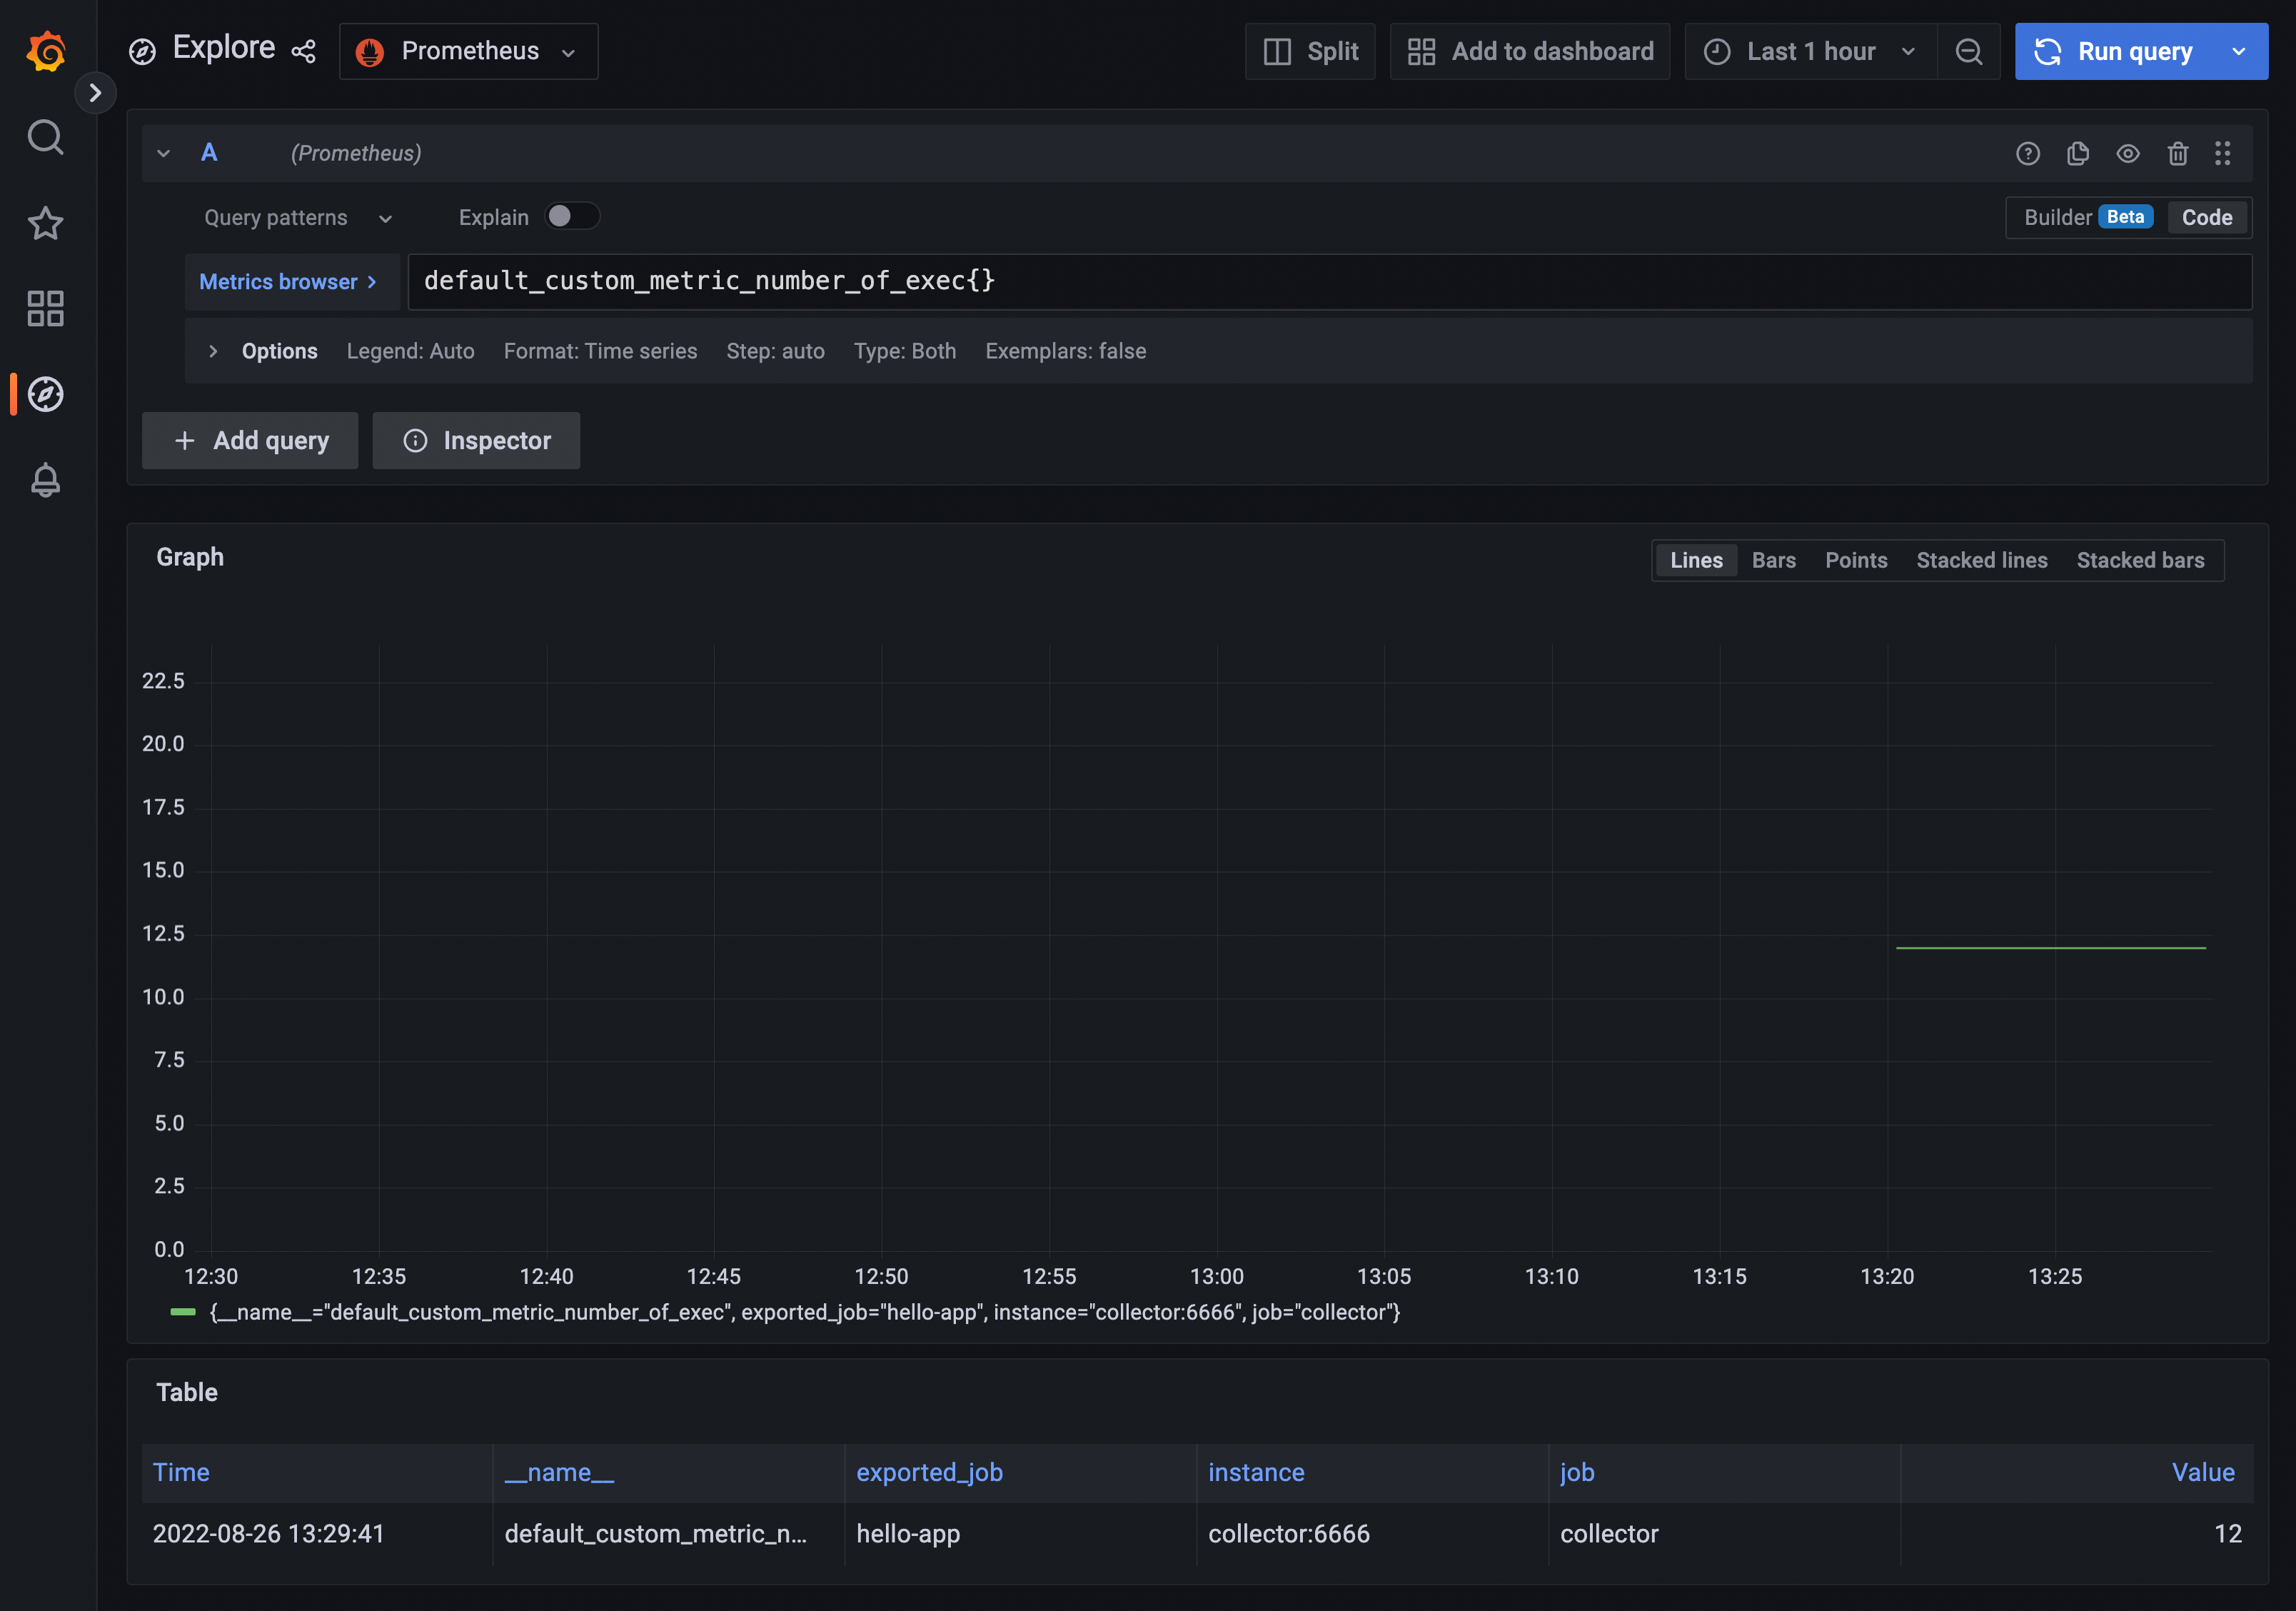 Explore Prometheus Split Add to dashboard Last 1 hour Run query
A (Prometheus)
Query patterns Explain Builder Beta Code
Metrics browser > default_custom_metric_number_of_exec{}
Options Legend: Auto Format: Time series Step: auto Type: Both Exemplars: false
+ Add query Inspector
Graph Lines Bars Points Stacked lines Stacked bars
22.5
20.0
17.5
15.0
12.5
10.0
7.5
5.0
2.5
0.0
12:30 12:35 12:40 12:45 12:50 12:55 13:00 13:05 13:10 13:15 13:20 13:25
{__name__="default_custom_metric_number_of_exec", exported_job="hello-app", instance="collector:6666", job="collector"}
Table
Time __name__ exported_job instance job Value
2022-08-26 13:29:41 default_custom_metric_n... hello-app collector:6666 collector 12